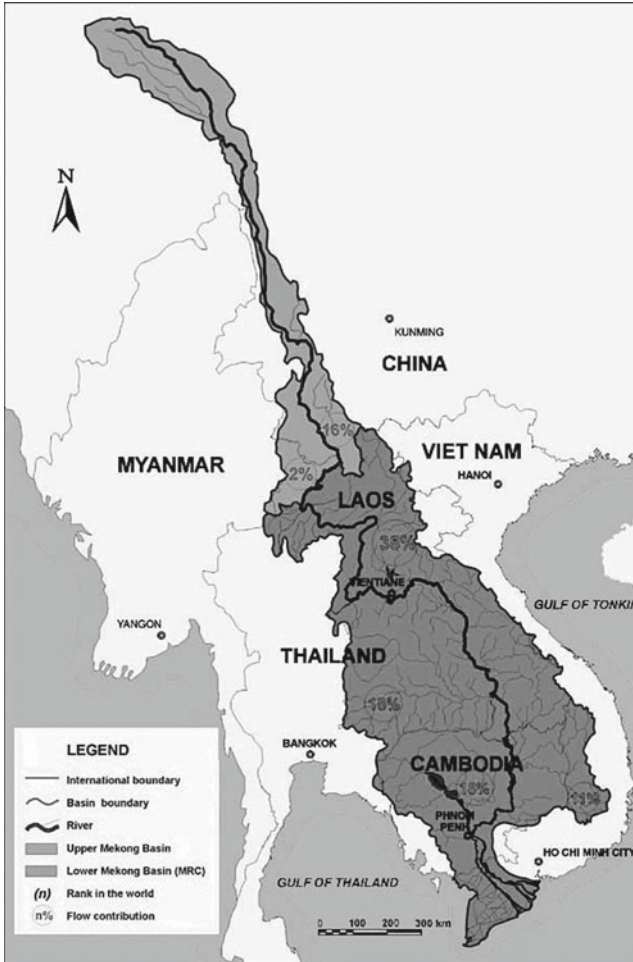 N
KUNMING
CHINA
16%
VIET NAM
MYANMAR
2%
HANOI
LAOS
35%
VIENTIANE
GULF OF TONKIN
YANGON
THAILAND
18%
LEGEND
BANGKOK
CAMBODIA
18%
11%
International boundary
Basin boundary
PHNOM
PENH
River
Upper Mekong Basin
HO CHI MINH CITY
Lower Mekong Basin (MRC)
GULF OF THAILAND
(n) Rank in the world
n% Flow contribution
0 100 200 300 km